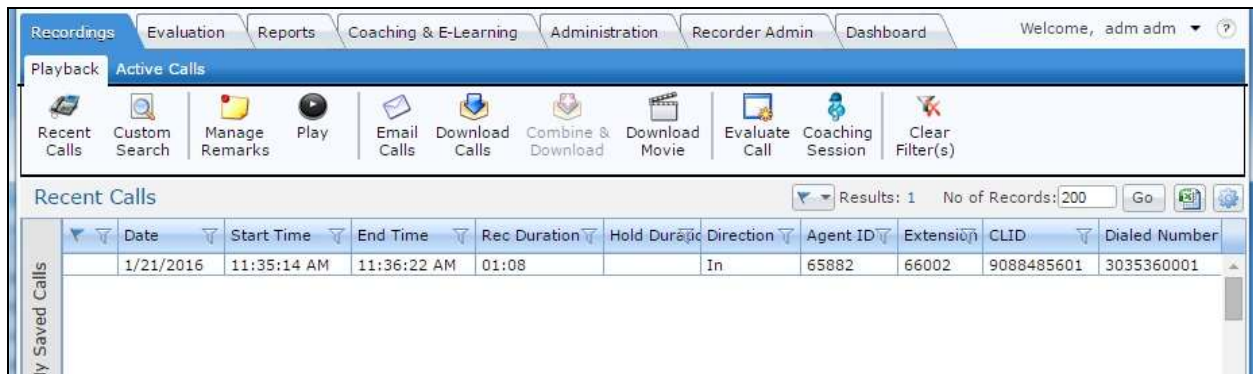 Recordings Evaluation Reports Coaching & E-Learning Administration Recorder Admin Dashboard Welcome, adm adm ?
Playback Active Calls
Recent Calls Custom Search Manage Remarks Play Email Calls Download Calls Combine & Download Download Movie Evaluate Call Coaching Session Clear Filter(s)
Recent Calls Results: 1 No of Records: 200 Go
Date Start Time End Time Rec Duration Hold Duratio Direction Agent ID Extension CLID Dialed Number
1/21/2016 11:35:14 AM 11:36:22 AM 01:08 In 65882 66002 9088485601 3035360001
Saved Calls